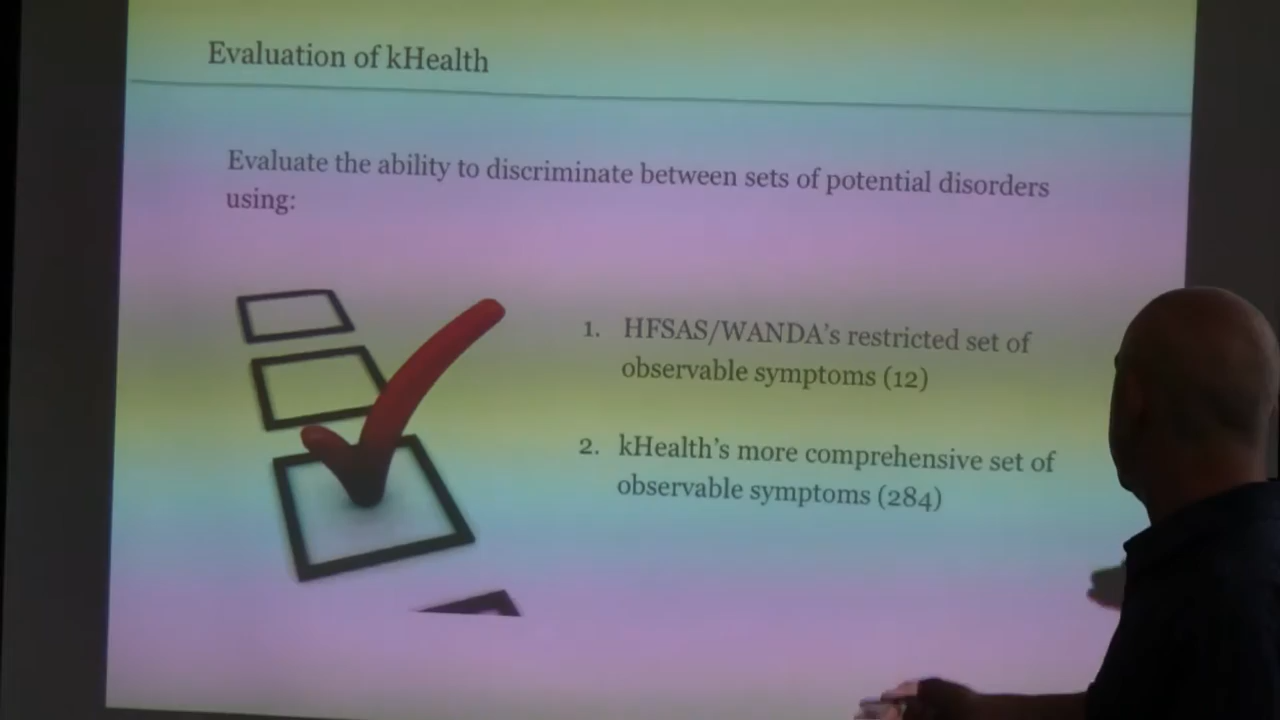 Evaluation of kHealth
Evaluate the ability to discriminate between sets of potential disorders
using:
1. HFSAS/WANDA's restricted set of
observable symptoms (12)
2. kHealth's more comprehensive set of
observable symptoms (284)